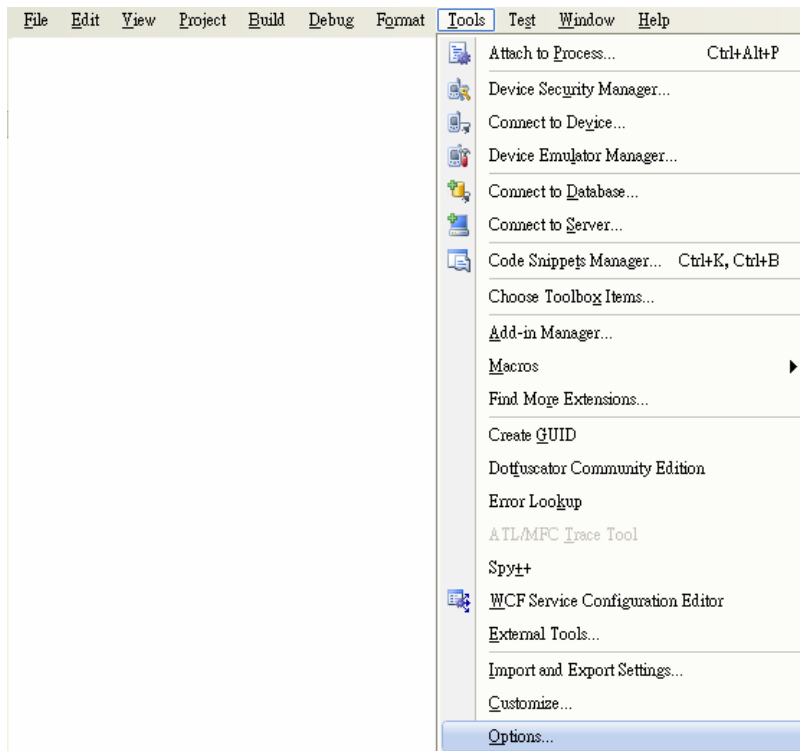 File Edit View Project Build Debug Format Tools Test Window Help
Attach to Process... Ctrl+Alt+P
Device Security Manager...
Connect to Device...
Device Emulator Manager...
Connect to Database...
Connect to Server...
Code Snippets Manager... Ctrl+K, Ctrl+B
Choose Toolbox Items...
Add-in Manager...
Macros
Find More Extensions...
Create GUID
Dotfuscator Community Edition
Error Lookup
ATL/MFC Trace Tool
Spy++
WCF Service Configuration Editor
External Tools...
Import and Export Settings...
Customize...
Options...